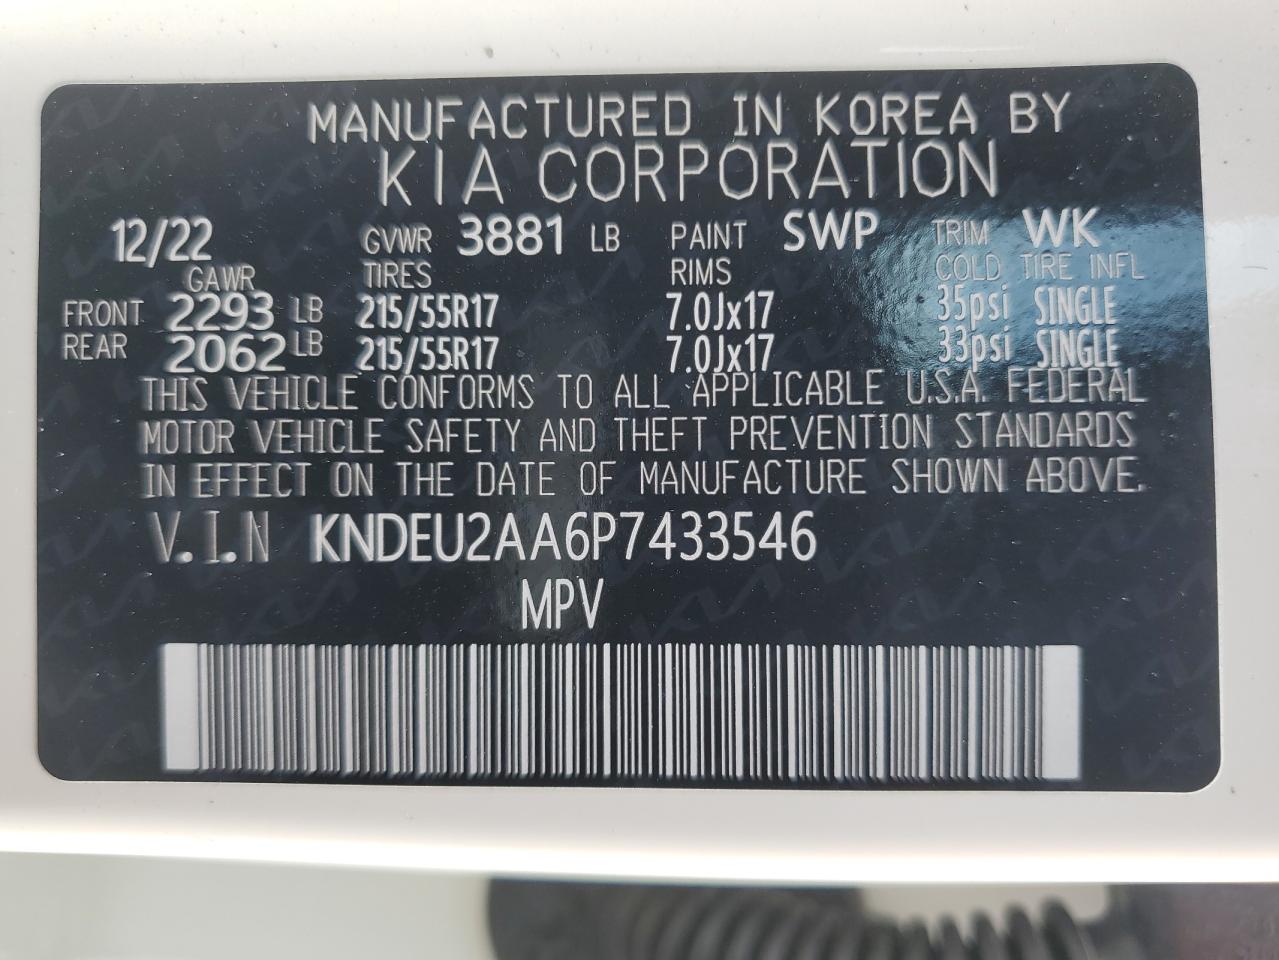 MANUFACTURED IN KOREA BY
KIA CORPORATION
12/22 GVWR 3881 LB PAINT SWP TRIM WK
GAWR TIRES RIMS COLD TIRE INFL
FRONT 2293 LB 215/55R17 7.0Jx17 35psi SINGLE
REAR 2062 LB 215/55R17 7.0Jx17 33psi SINGLE
THIS VEHICLE CONFORMS TO ALL APPLICABLE U.S.A. FEDERAL
MOTOR VEHICLE SAFETY AND THEFT PREVENTION STANDARDS
IN EFFECT ON THE DATE OF MANUFACTURE SHOWN ABOVE.
V.I.N KNDEU2AA6P7433546
MPV